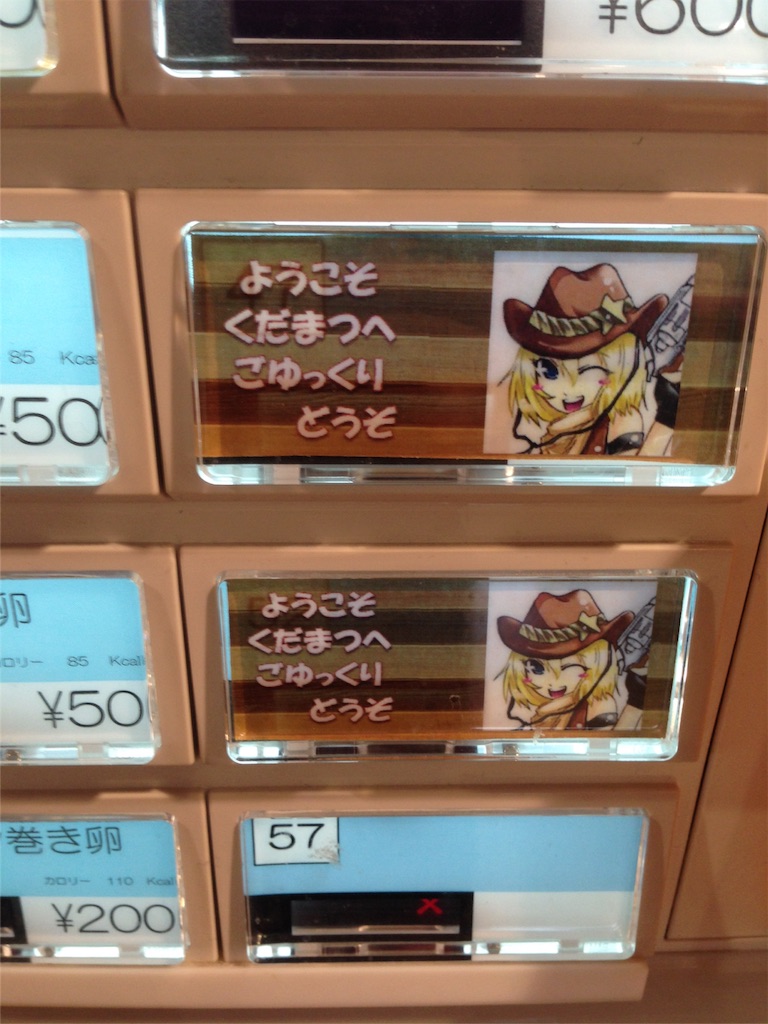 ¥600
ようこそ
くだまつへ
ごゆっくり
どうぞ
85 Kcal
¥500
ようこそ
くだまつへ
ごゆっくり
どうぞ
卵
カロリー 85 Kcal
¥50
57
巻き卵
カロリー 110 Kcal
¥200